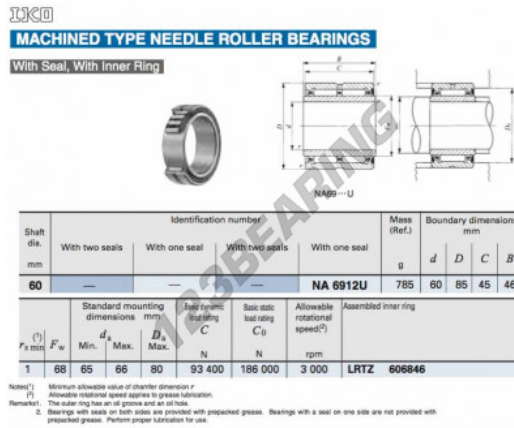 IKO
MACHINED TYPE NEEDLE ROLLER BEARINGS
With Seal, With Inner Ring
B
C
r
D
d
NA69···U
123BEARING
Shaft dia. mm
Identification number
With two seals
With one seal
With two seals
With one seal
Mass (Ref.) g
Boundary dimensions mm
d D C B
60 — — — NA 6912U 785 60 85 45 46
(1) rs min
Fw
Standard mounting dimensions mm
da
Min. Max.
Da
Max.
Basic dynamic load rating
C
N
Basic static load rating
C0
N
Allowable rotational speed(2)
rpm
Assembled inner ring
1 68 65 66 80 93 400 186 000 3 000 LRTZ 606846
Notes(1) Minimum allowable value of chamfer dimension r
(2) Allowable rotational speed applies to grease lubrication.
Remarks1. The outer ring has an oil groove and an oil hole.
2. Bearings with seals on both sides are provided with prepacked grease. Bearings with a seal on one side are not provided with
prepacked grease. Perform proper lubrication for use.